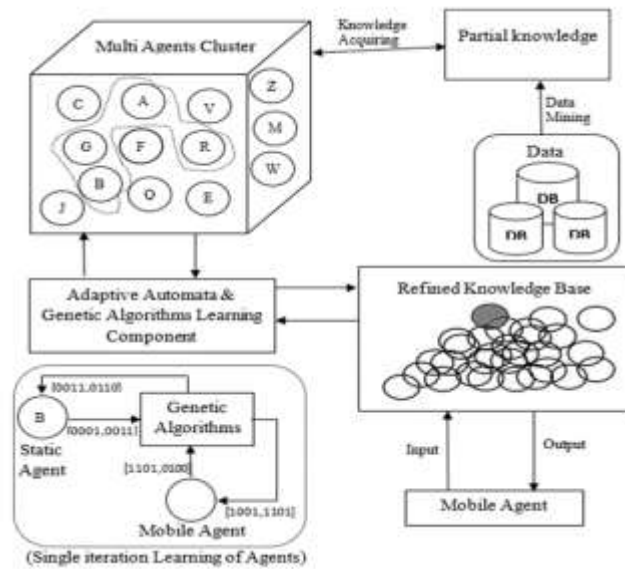 Multi Agents Cluster
Knowledge
Acquiring
Partial knowledge
C
A
V
Z
G
F
R
M
B
W
J
Q
E
Data
Mining
Data
DB
DB
DB
Adaptive Automata &
Genetic Algorithms Learning
Component
Refined Knowledge Base
[0011,0110]
B
[0001,0011]
Static
Agent
Genetic
Algorithms
[1101,0100]
[1001,1101]
Mobile Agent
(Single iteration Learning of Agents)
Input
Output
Mobile Agent